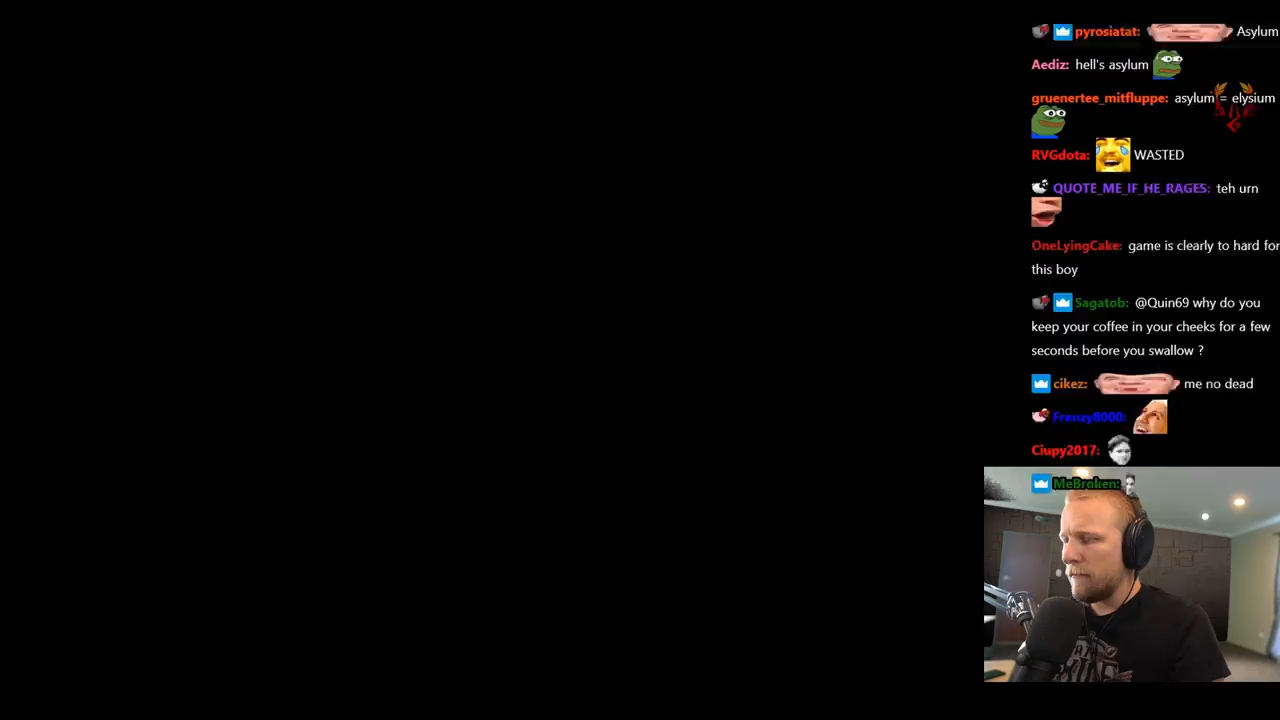 pyrosiatat: Asylum
Aediz: hell's asylum
gruenertee_mitfluppe: asylum = elysium
RVGdota: WASTED
QUOTE_ME_IF_HE_RAGES: teh urn
OneLyingCake: game is clearly to hard for
this boy
Sagatob: @Quin69 why do you
keep your coffee in your cheeks for a few
seconds before you swallow ?
cikez: me no dead
Frenzy8000:
Ciupy2017:
MeBroken: